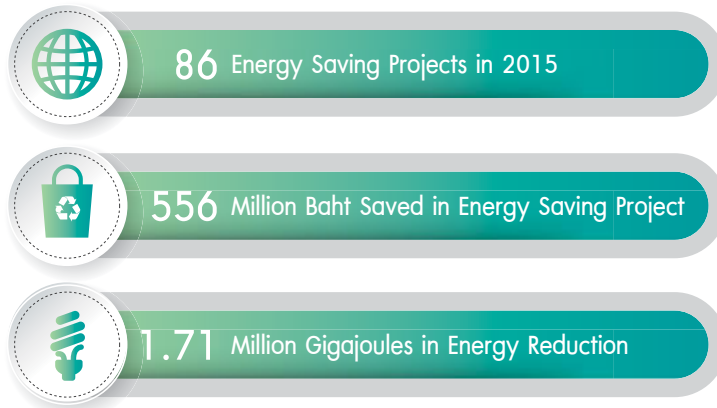 86 Energy Saving Projects in 2015
556 Million Baht Saved in Energy Saving Project
1.71 Million Gigajoules in Energy Reduction